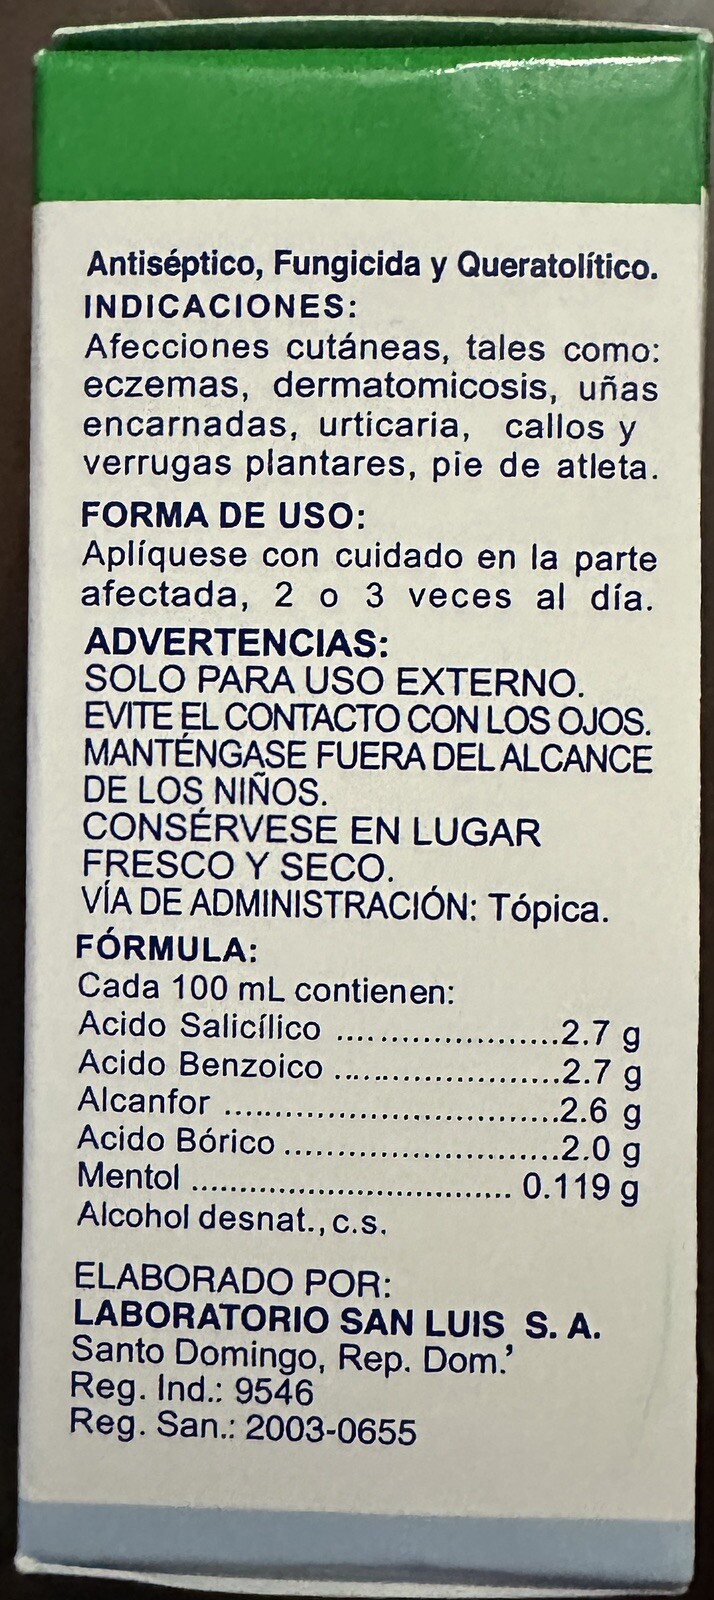 Antiséptico, Fungicida y Queratolítico.
INDICACIONES:
Afecciones cutáneas, tales como:
eczemas, dermatomicosis, uñas
encarnadas, urticaria, callos y
verrugas plantares, pie de atleta.
FORMA DE USO:
Aplíquese con cuidado en la parte
afectada, 2 o 3 veces al día.
ADVERTENCIAS:
SOLO PARA USO EXTERNO.
EVITE EL CONTACTO CON LOS OJOS.
MANTÉNGASE FUERA DEL ALCANCE
DE LOS NIÑOS.
CONSÉRVESE EN LUGAR
FRESCO Y SECO.
VÍA DE ADMINISTRACIÓN: Tópica.
FÓRMULA:
Cada 100 mL contienen:
Acido Salicílico ........................2.7 g
Acido Benzoico ........................2.7 g
Alcanfor ...................................2.6 g
Acido Bórico .............................2.0 g
Mentol ................................... 0.119 g
Alcohol desnat., c.s.
ELABORADO POR:
LABORATORIO SAN LUIS S. A.
Santo Domingo, Rep. Dom.'
Reg. Ind.: 9546
Reg. San.: 2003-0655